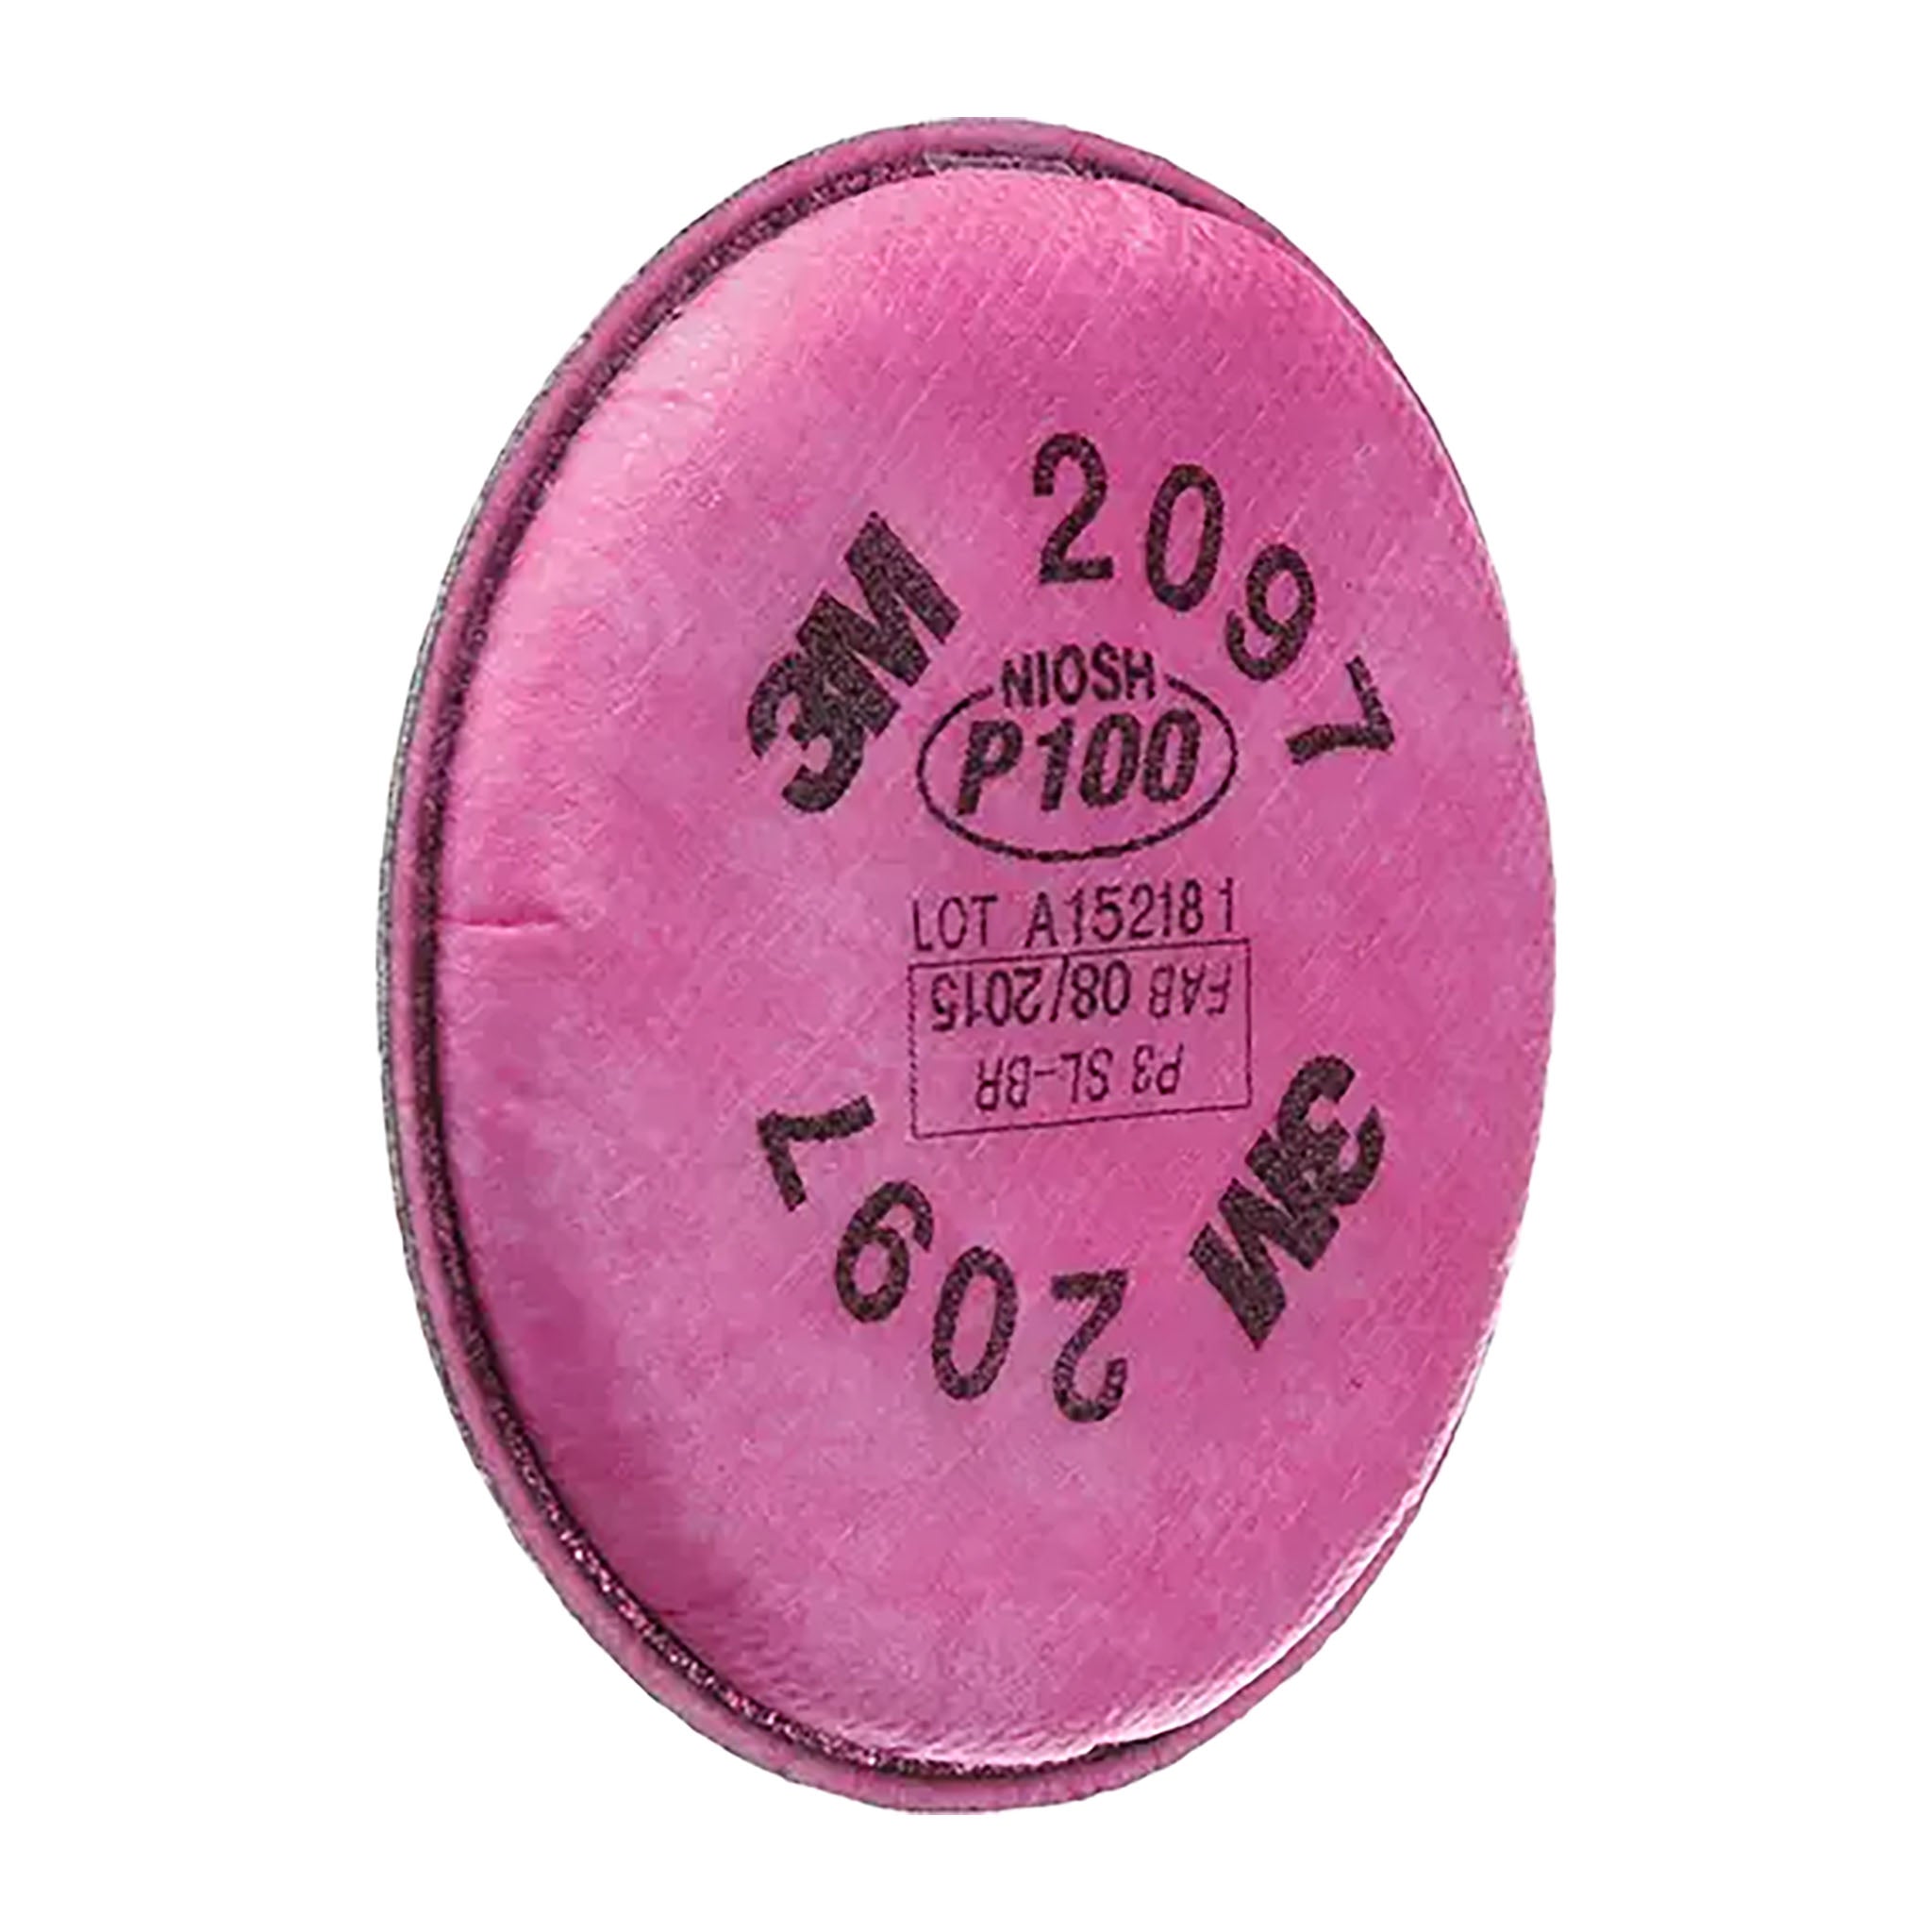 3M 2097
NIOSH
P100
LOT A152181
FAB 08/2015
P3 SL-BR
3M 2097